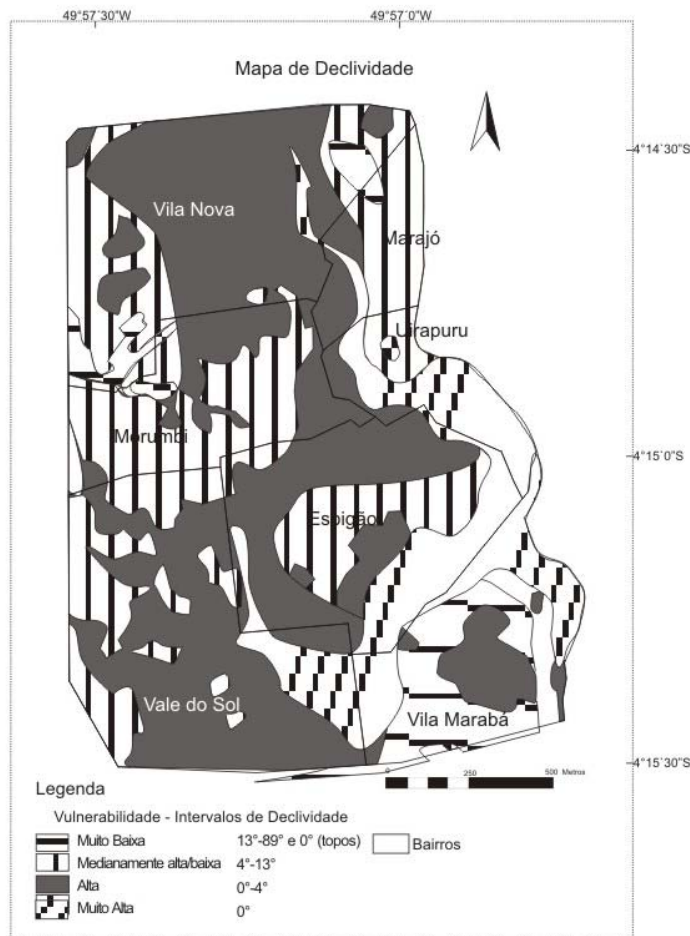 49°57´30"W 49°57´0"W
Mapa de Declividade
4°14´30"S
Vila Nova
Marajó
Uirapuru
Morumbi
4°15´0"S
Espigão
Vale do Sol
Vila Marabá
4°15´30"S
0 250 500 Metros
Legenda
Vulnerabilidade - Intervalos de Declividade
Muito Baixa 13°-89° e 0° (topos) Bairros
Medianamente alta/baixa 4°-13°
Alta 0°-4°
Muito Alta 0°